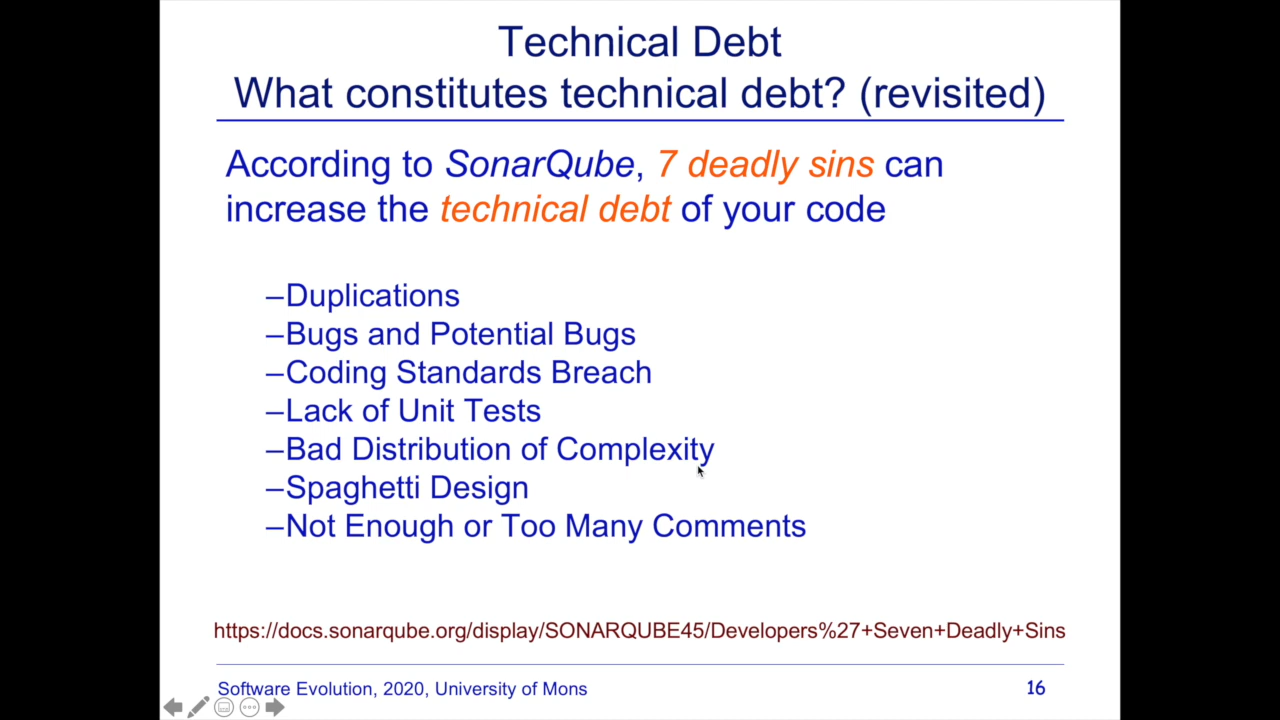 Technical Debt
What constitutes technical debt? (revisited)
According to SonarQube, 7 deadly sins can
increase the technical debt of your code
–Duplications
–Bugs and Potential Bugs
–Coding Standards Breach
–Lack of Unit Tests
–Bad Distribution of Complexity
–Spaghetti Design
–Not Enough or Too Many Comments
https://docs.sonarqube.org/display/SONARQUBE45/Developers%27+Seven+Deadly+Sins
Software Evolution, 2020, University of Mons
16